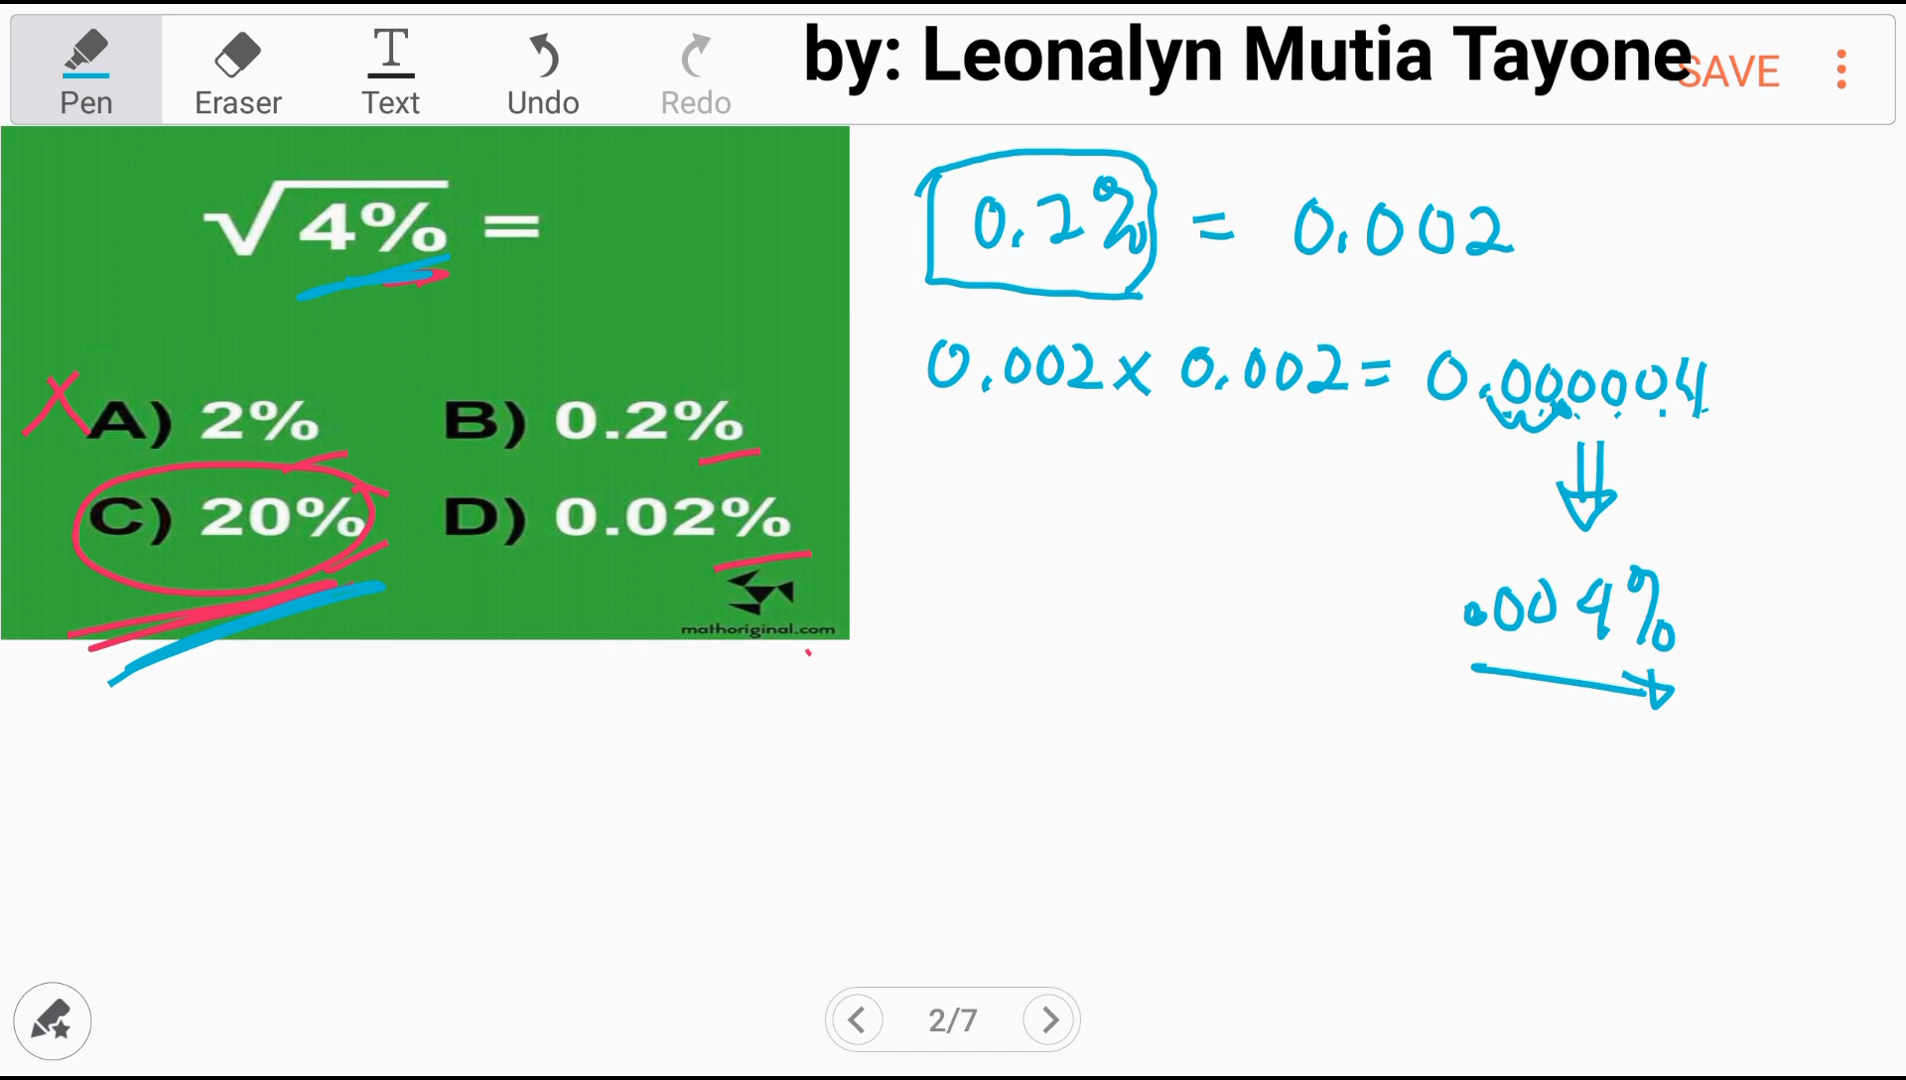 Pen Eraser Text Undo Redo by: Leonalyn Mutia Tayone SAVE
√4% =
A) 2% B) 0.2%
C) 20% D) 0.02%
mathoriginal.com
0.2% = 0.002
0.002 x 0.002 = 0.000004
.004%
2/7